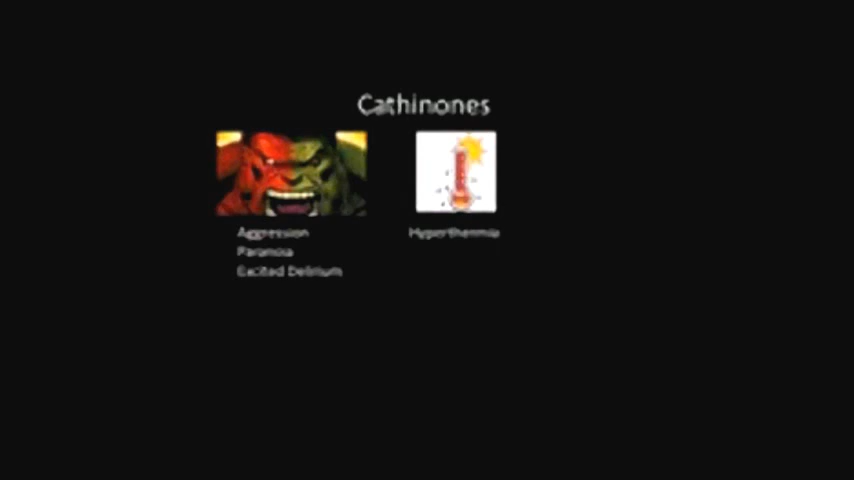 Cathinones
Aggression
Paranoia
Excited Delirium
Hyperthermia